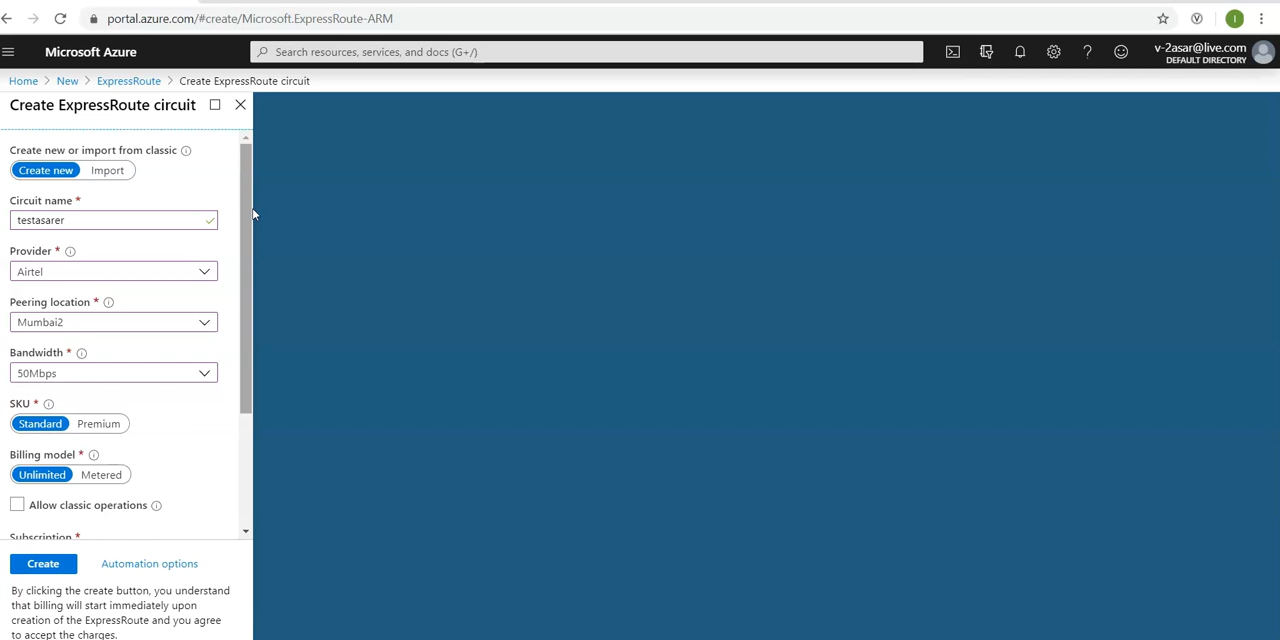 portal.azure.com/#create/Microsoft.ExpressRoute-ARM
Microsoft Azure
Search resources, services, and docs (G+/)
v-2asar@live.com
DEFAULT DIRECTORY
Home > New > ExpressRoute > Create ExpressRoute circuit
Create ExpressRoute circuit
Create new or import from classic
Create new Import
Circuit name *
testasarer
Provider *
Airtel
Peering location *
Mumbai2
Bandwidth *
50Mbps
SKU *
Standard Premium
Billing model *
Unlimited Metered
Allow classic operations
Subscription *
Create Automation options
By clicking the create button, you understand
that billing will start immediately upon
creation of the ExpressRoute and you agree
to accept the charges.